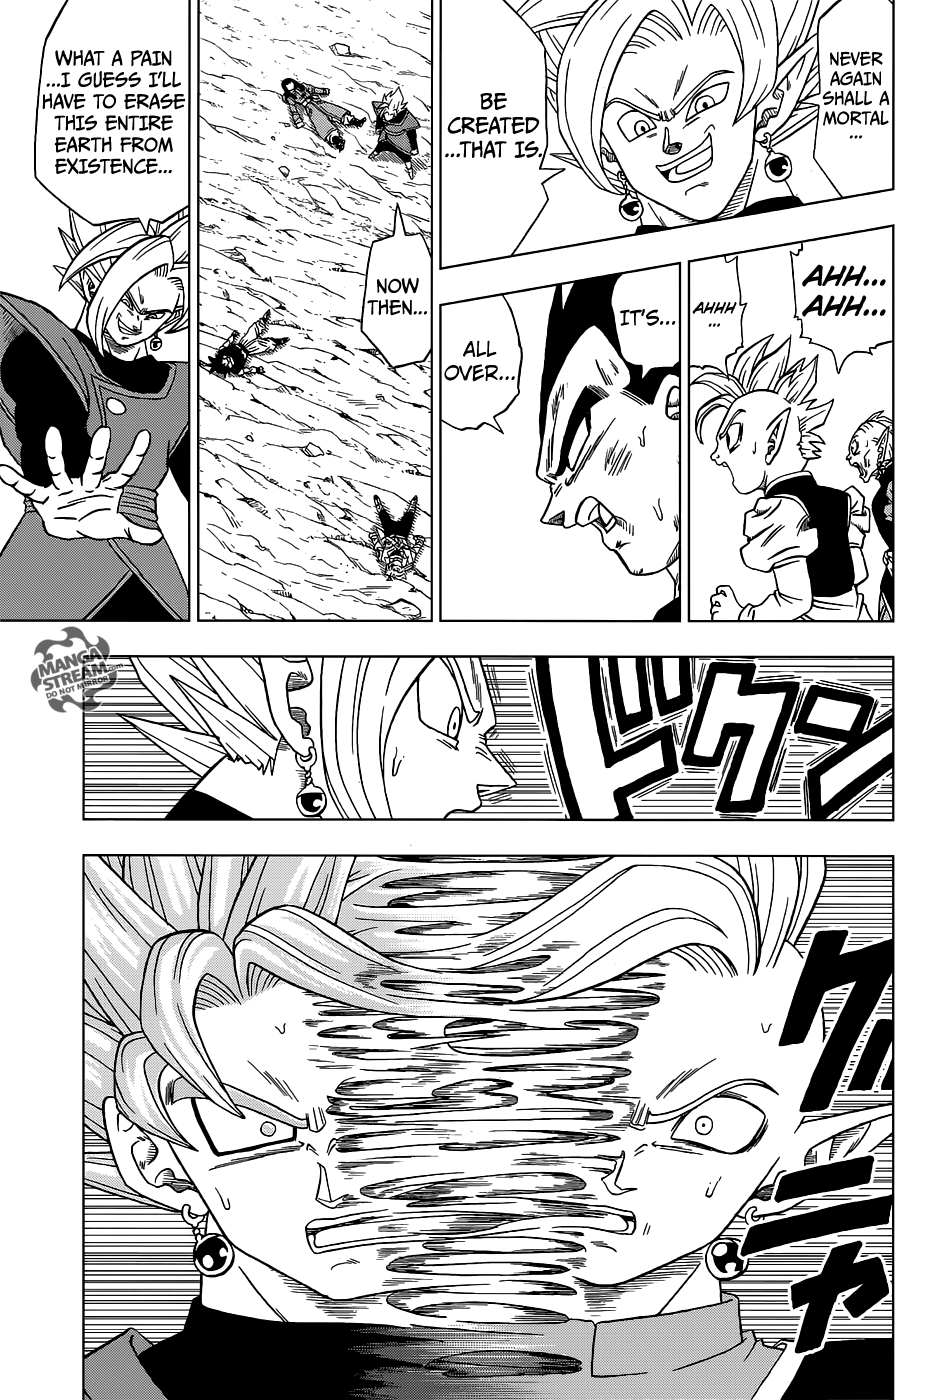 NEVER
AGAIN
SHALL A
MORTAL
...
BE
CREATED
...THAT IS.
AHH...
AHH...
AHHH
...
IT'S...
ALL
OVER...
NOW
THEN...
WHAT A PAIN
...I GUESS I'LL
HAVE TO ERASE
THIS ENTIRE
EARTH FROM
EXISTENCE...
MANGA
STREAM.com
DO NOT MIRROR
ドクン
グニャ